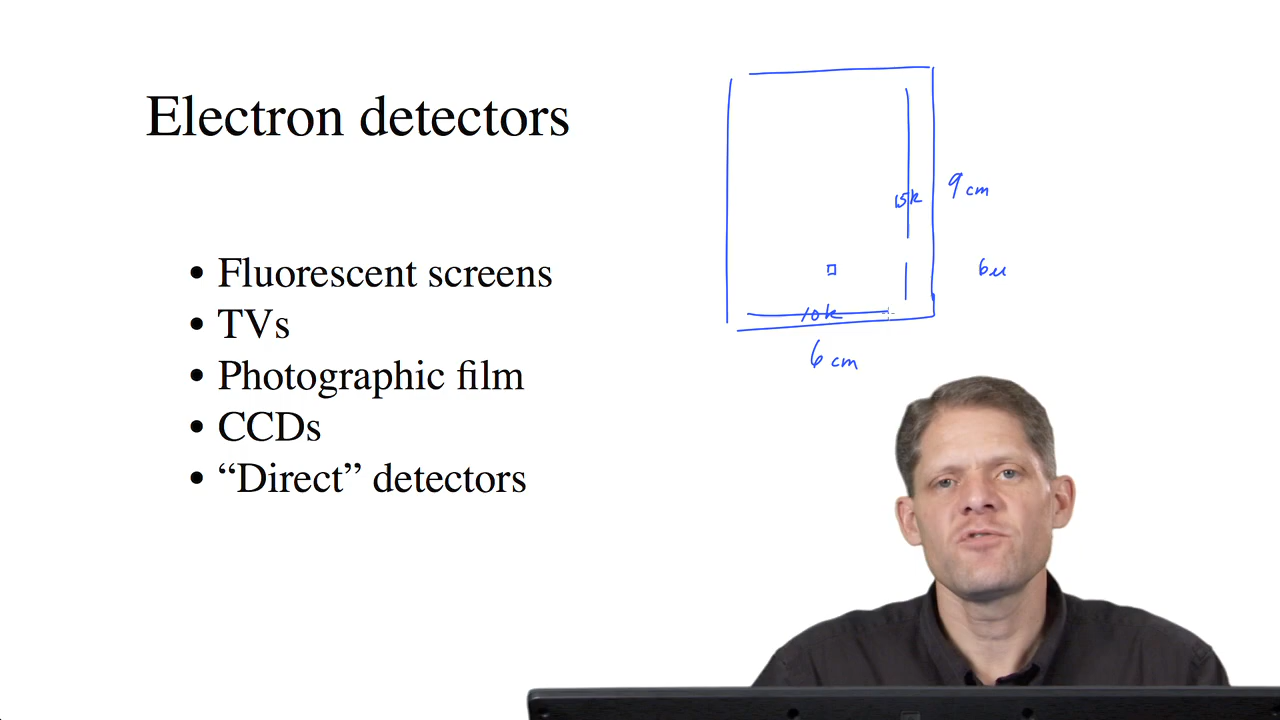 Electron detectors
• Fluorescent screens
• TVs
• Photographic film
• CCDs
• “Direct” detectors
15k
9 cm
6u
10k
6 cm